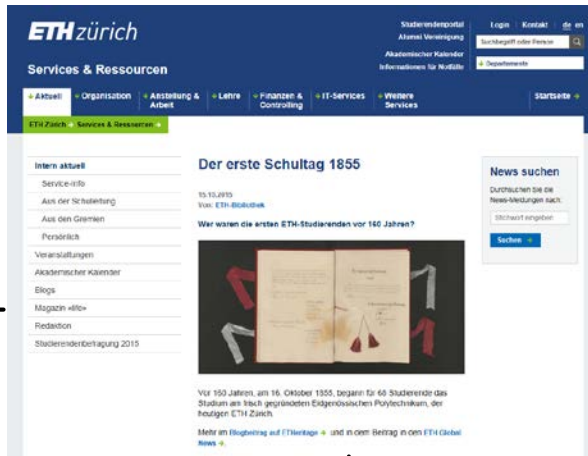 ETH zürich
Studierendenportal
Alumni Vereinigung
Akademischer Kalender
Informationen für Notfälle
Login Kontakt de en
Suchbegriff oder Person
Departemente
Services & Ressourcen
Aktuell Organisation Anstellung & Arbeit Lehre Finanzen & Controlling IT-Services Weitere Services Startseite
ETH Zürich Services & Ressourcen
Intern aktuell
Service-Info
Aus der Schulleitung
Aus den Gremien
Persönlich
Veranstaltungen
Akademischer Kalender
Blogs
Magazin «life»
Redaktion
Studierendenbefragung 2015
Der erste Schultag 1855
15.10.2015
Von: ETH-Bibliothek
Wer waren die ersten ETH-Studierenden vor 160 Jahren?
Vor 160 Jahren, am 16. Oktober 1855, begann für 68 Studierende das
Studium am frisch gegründeten Eidgenössischen Polytechnikum, der
heutigen ETH Zürich.
Mehr im Blogbeitrag auf ETHeritage und in dem Beitrag in den ETH Global
News
News suchen
Durchsuchen Sie die
News-Meldungen nach:
Stichwort eingeben
Suchen